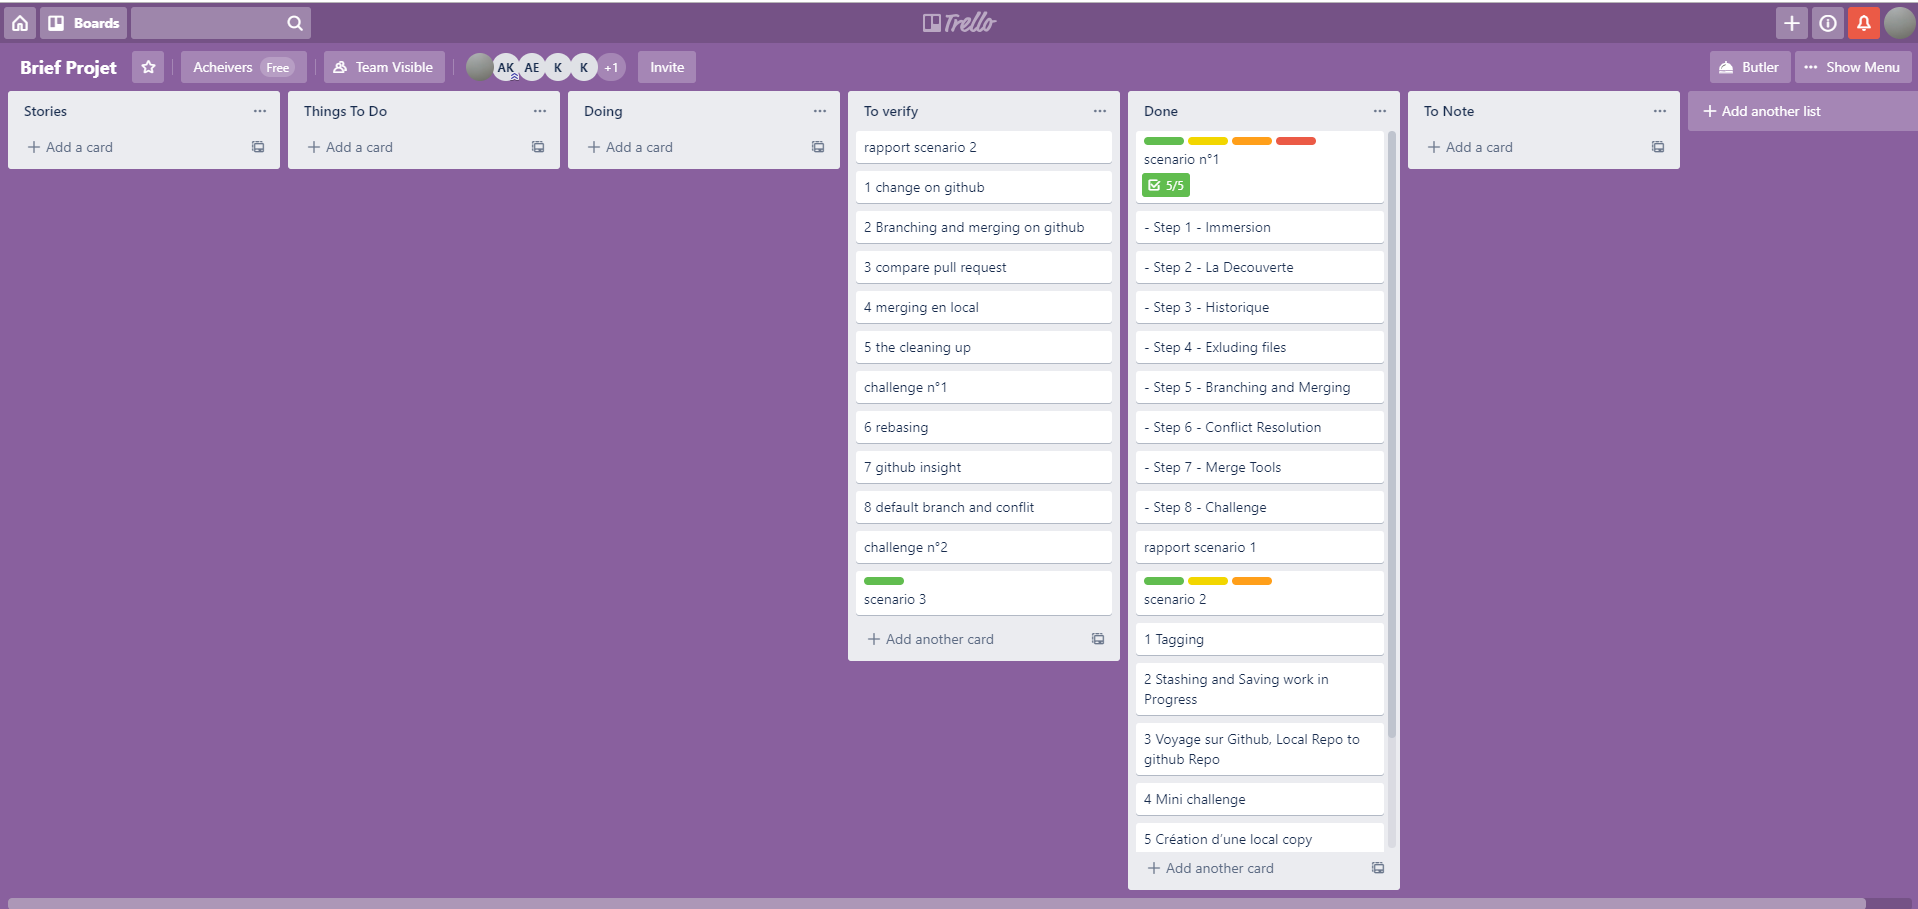 Boards
Trello
Brief Projet
Acheivers Free
Team Visible
AK AE K K +1
Invite
Butler
Show Menu
Stories
Add a card
Things To Do
Add a card
Doing
Add a card
To verify
rapport scenario 2
1 change on github
2 Branching and merging on github
3 compare pull request
4 merging en local
5 the cleaning up
challenge n°1
6 rebasing
7 github insight
8 default branch and conflit
challenge n°2
scenario 3
Add another card
Done
scenario n°1
5/5
- Step 1 - Immersion
- Step 2 - La Decouverte
- Step 3 - Historique
- Step 4 - Exluding files
- Step 5 - Branching and Merging
- Step 6 - Conflict Resolution
- Step 7 - Merge Tools
- Step 8 - Challenge
rapport scenario 1
scenario 2
1 Tagging
2 Stashing and Saving work in
Progress
3 Voyage sur Github, Local Repo to
github Repo
4 Mini challenge
5 Création d'une local copy
Add another card
To Note
Add a card
Add another list